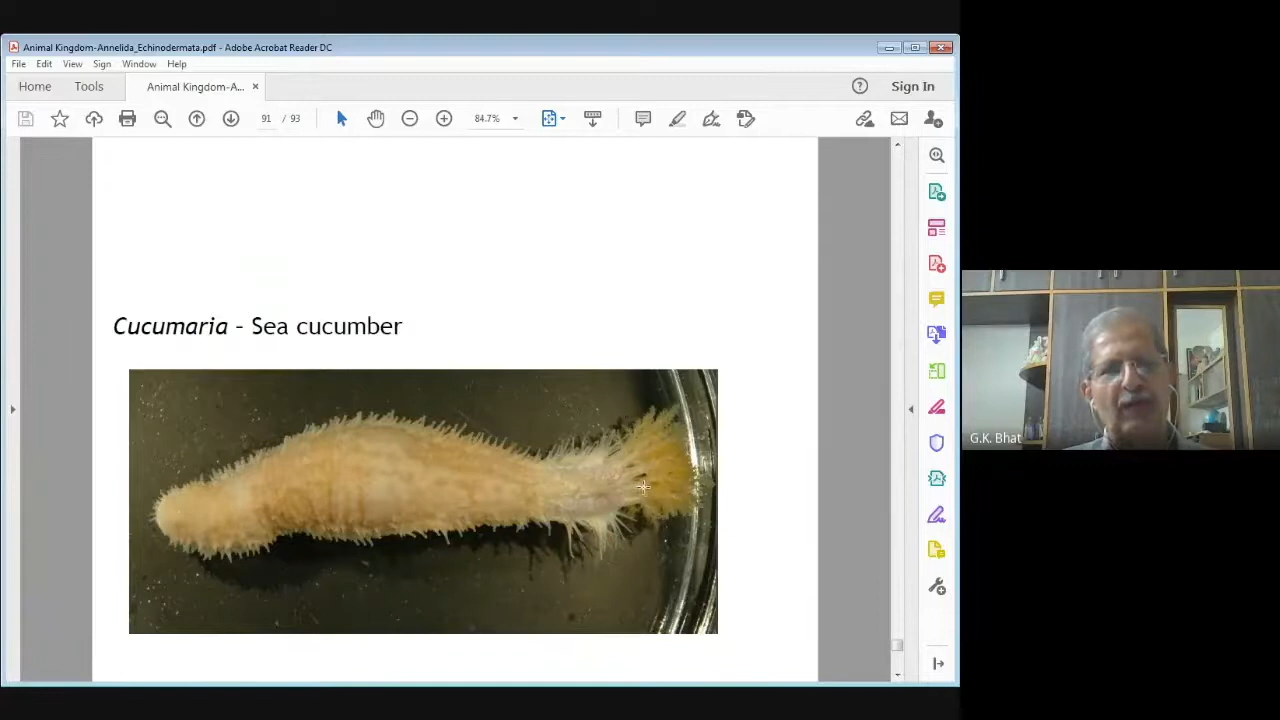 Animal Kingdom-Annelida_Echinodermata.pdf - Adobe Acrobat Reader DC
File Edit View Sign Window Help
Home Tools Animal Kingdom-A... × Sign In
91 / 93 84.7%
Cucumaria - Sea cucumber
G.K. Bhat